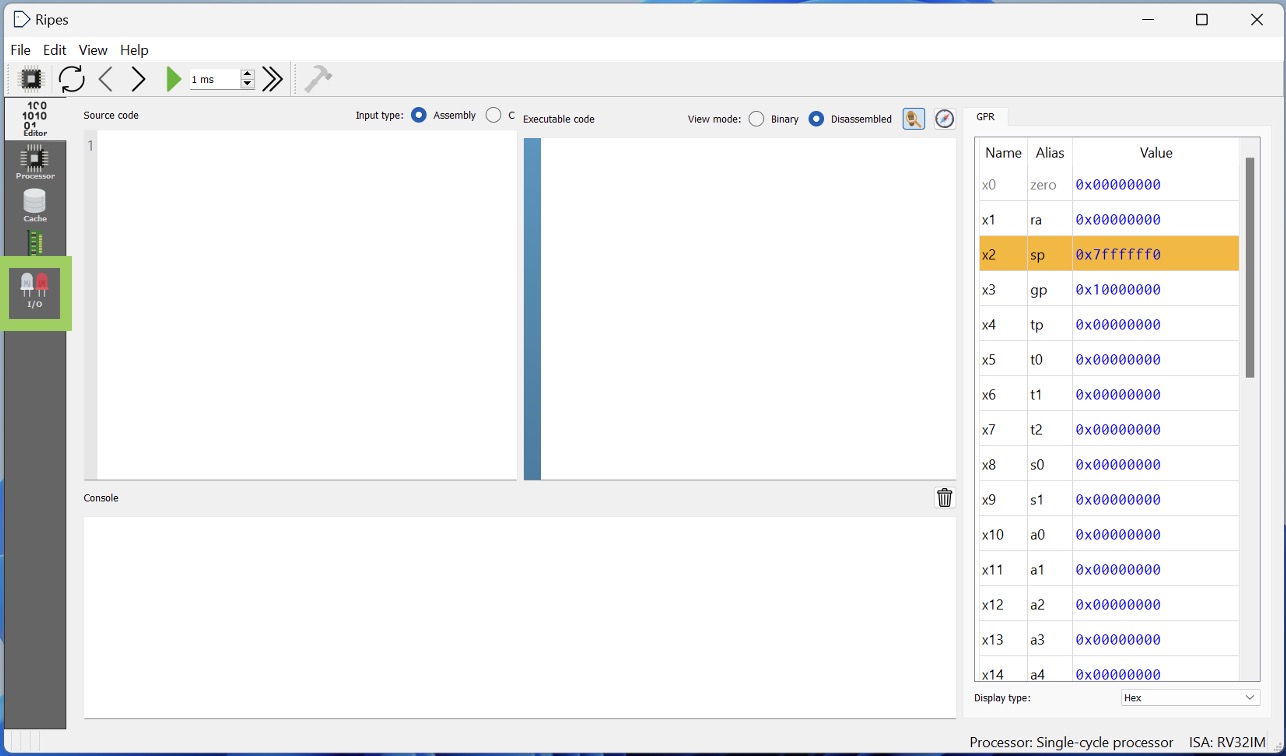 Ripes
File Edit View Help
1 ms
100
1010
01
Editor
Processor
Cache
I/O
Source code
Input type: Assembly C
1
Executable code
View mode: Binary Disassembled
Console
GPR
Name Alias Value
x0 zero 0x00000000
x1 ra 0x00000000
x2 sp 0x7ffffff0
x3 gp 0x10000000
x4 tp 0x00000000
x5 t0 0x00000000
x6 t1 0x00000000
x7 t2 0x00000000
x8 s0 0x00000000
x9 s1 0x00000000
x10 a0 0x00000000
x11 a1 0x00000000
x12 a2 0x00000000
x13 a3 0x00000000
x14 a4 0x00000000
Display type: Hex
Processor: Single-cycle processor ISA: RV32IM